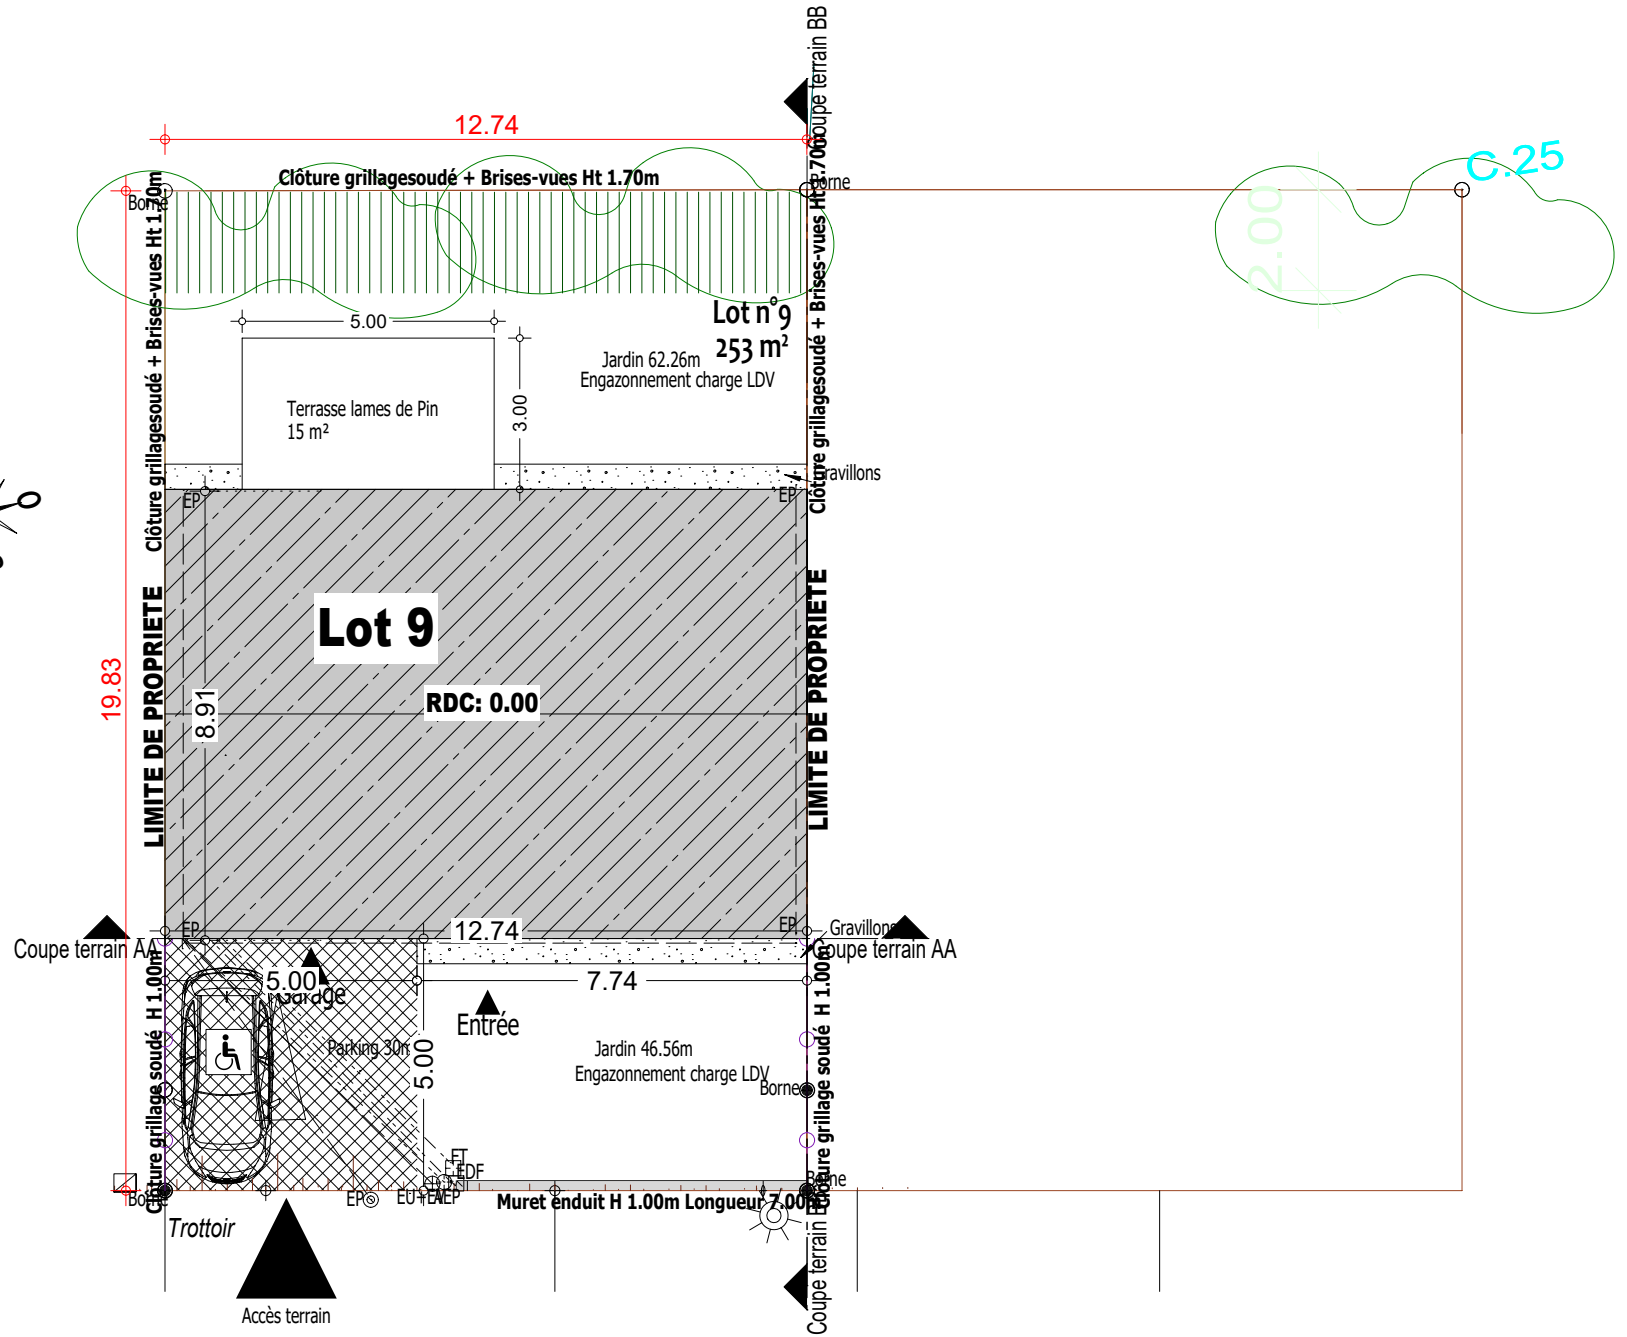 Coupe terrain BB
12.74
C.25
Clôture grillagesoudé + Brises-vues Ht 1.70m
Borne
Borne
2.00
Clôture grillagesoudé + Brises-vues Ht 1.70m
Clôture grillagesoudé + Brises-vues Ht 1.70m
Lot n°9
253 m²
5.00
Jardin 62.26m
Engazonnement charge LDV
Terrasse lames de Pin
15 m²
3.00
Gravillons
EP
EP
Lot 9
LIMITE DE PROPRIETE
LIMITE DE PROPRIETE
19.83
8.91
RDC: 0.00
EP
EP
12.74
Gravillons
Coupe terrain AA
Coupe terrain AA
5.00
7.74
Garage
Entrée
Parking 30m
5.00
Jardin 46.56m
Engazonnement charge LDV
Borne
Clôture grillage soudé H 1.00m
Clôture grillage soudé H 1.00m
FT
EDF
Borne
Borne
EP
EU
AEP
Muret enduit H 1.00m Longueur 7.00m
Trottoir
Accès terrain
Coupe terrain BB